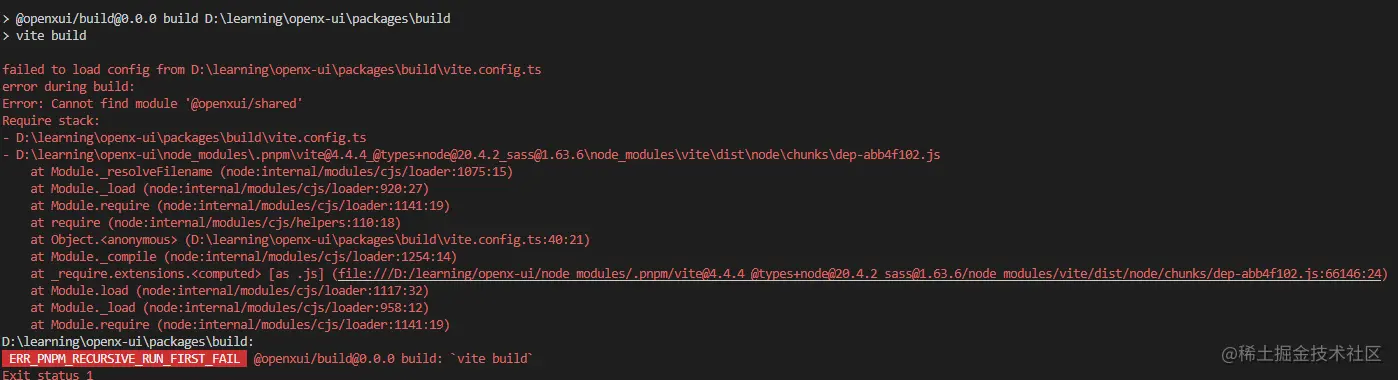 > @openxui/build@0.0.0 build D:\learning\openx-ui\packages\build
> vite build
failed to load config from D:\learning\openx-ui\packages\build\vite.config.ts
error during build:
Error: Cannot find module '@openxui/shared'
Require stack:
- D:\learning\openx-ui\packages\build\vite.config.ts
- D:\learning\openx-ui\node_modules\.pnpm\vite@4.4.4_@types+node@20.4.2_sass@1.63.6\node_modules\vite\dist\node\chunks\dep-abb4f102.js
at Module._resolveFilename (node:internal/modules/cjs/loader:1075:15)
at Module._load (node:internal/modules/cjs/loader:920:27)
at Module.require (node:internal/modules/cjs/loader:1141:19)
at require (node:internal/modules/cjs/helpers:110:18)
at Object.<anonymous> (D:\learning\openx-ui\packages\build\vite.config.ts:40:21)
at Module._compile (node:internal/modules/cjs/loader:1254:14)
at _require.extensions.<computed> [as .js] (file:///D:/learning/openx-ui/node_modules/.pnpm/vite@4.4.4_@types+node@20.4.2_sass@1.63.6/node_modules/vite/dist/node/chunks/dep-abb4f102.js:66146:24)
at Module.load (node:internal/modules/cjs/loader:1117:32)
at Module._load (node:internal/modules/cjs/loader:958:12)
at Module.require (node:internal/modules/cjs/loader:1141:19)
D:\learning\openx-ui\packages\build:
ERR_PNPM_RECURSIVE_RUN_FIRST_FAIL @openxui/build@0.0.0 build: `vite build`
Exit status 1
@稀土掘金技术社区